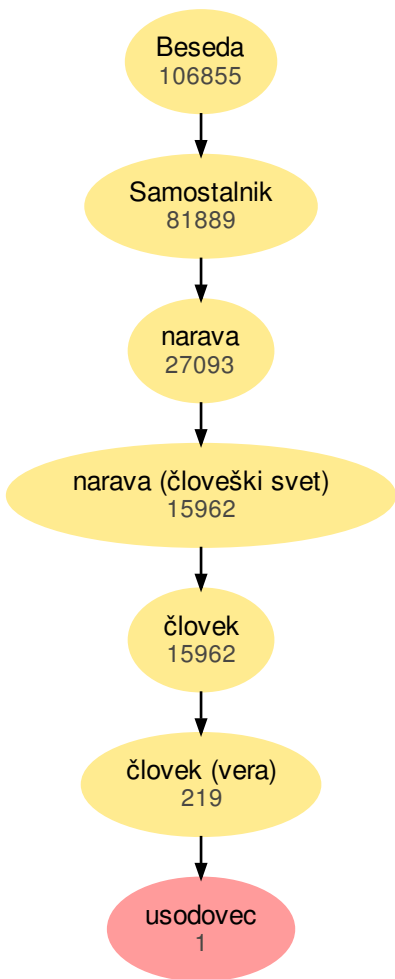 Beseda
106855
Samostalnik
81889
narava
27093
narava (človeški svet)
15962
človek
15962
človek (vera)
219
usodovec
1